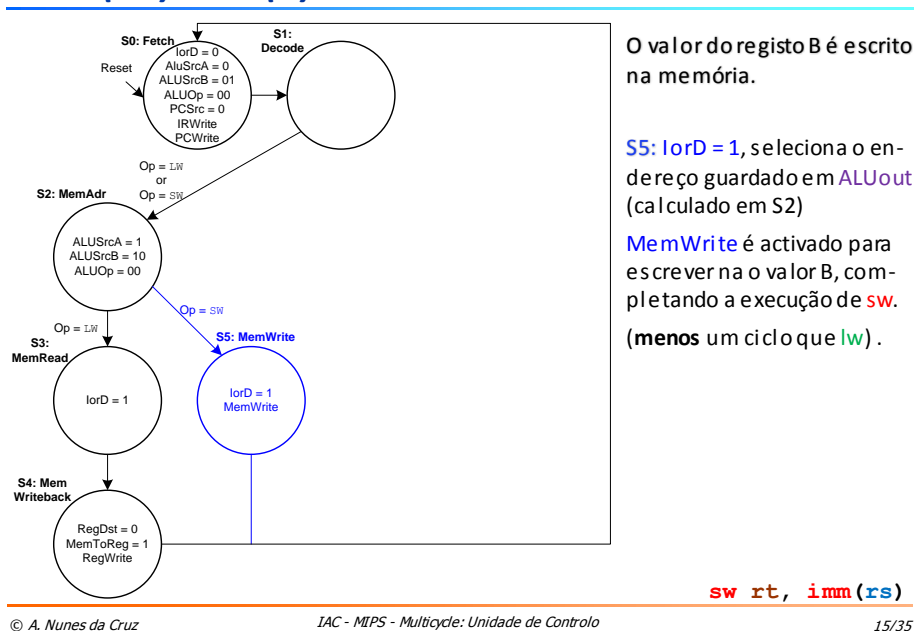 S0: Fetch
Reset
IorD = 0
AluSrcA = 0
ALUSrcB = 01
ALUOp = 00
PCSrc = 0
IRWrite
PCWrite
S1:
Decode
Op = LW
or
Op = SW
S2: MemAdr
ALUSrcA = 1
ALUSrcB = 10
ALUOp = 00
Op = LW
Op = SW
S3:
MemRead
IorD = 1
S5: MemWrite
IorD = 1
MemWrite
S4: Mem
Writeback
RegDst = 0
MemToReg = 1
RegWrite
O valor do registo B é escrito
na memória.
S5: IorD = 1, seleciona o en-
dereço guardado em ALUout
(calculado em S2)
MemWrite é activado para
escrever na o valor B, com-
pletando a execução de sw.
(menos um ciclo que lw) .
sw rt, imm(rs)
© A. Nunes da Cruz
IAC - MIPS - Multicycle: Unidade de Controlo
15/35